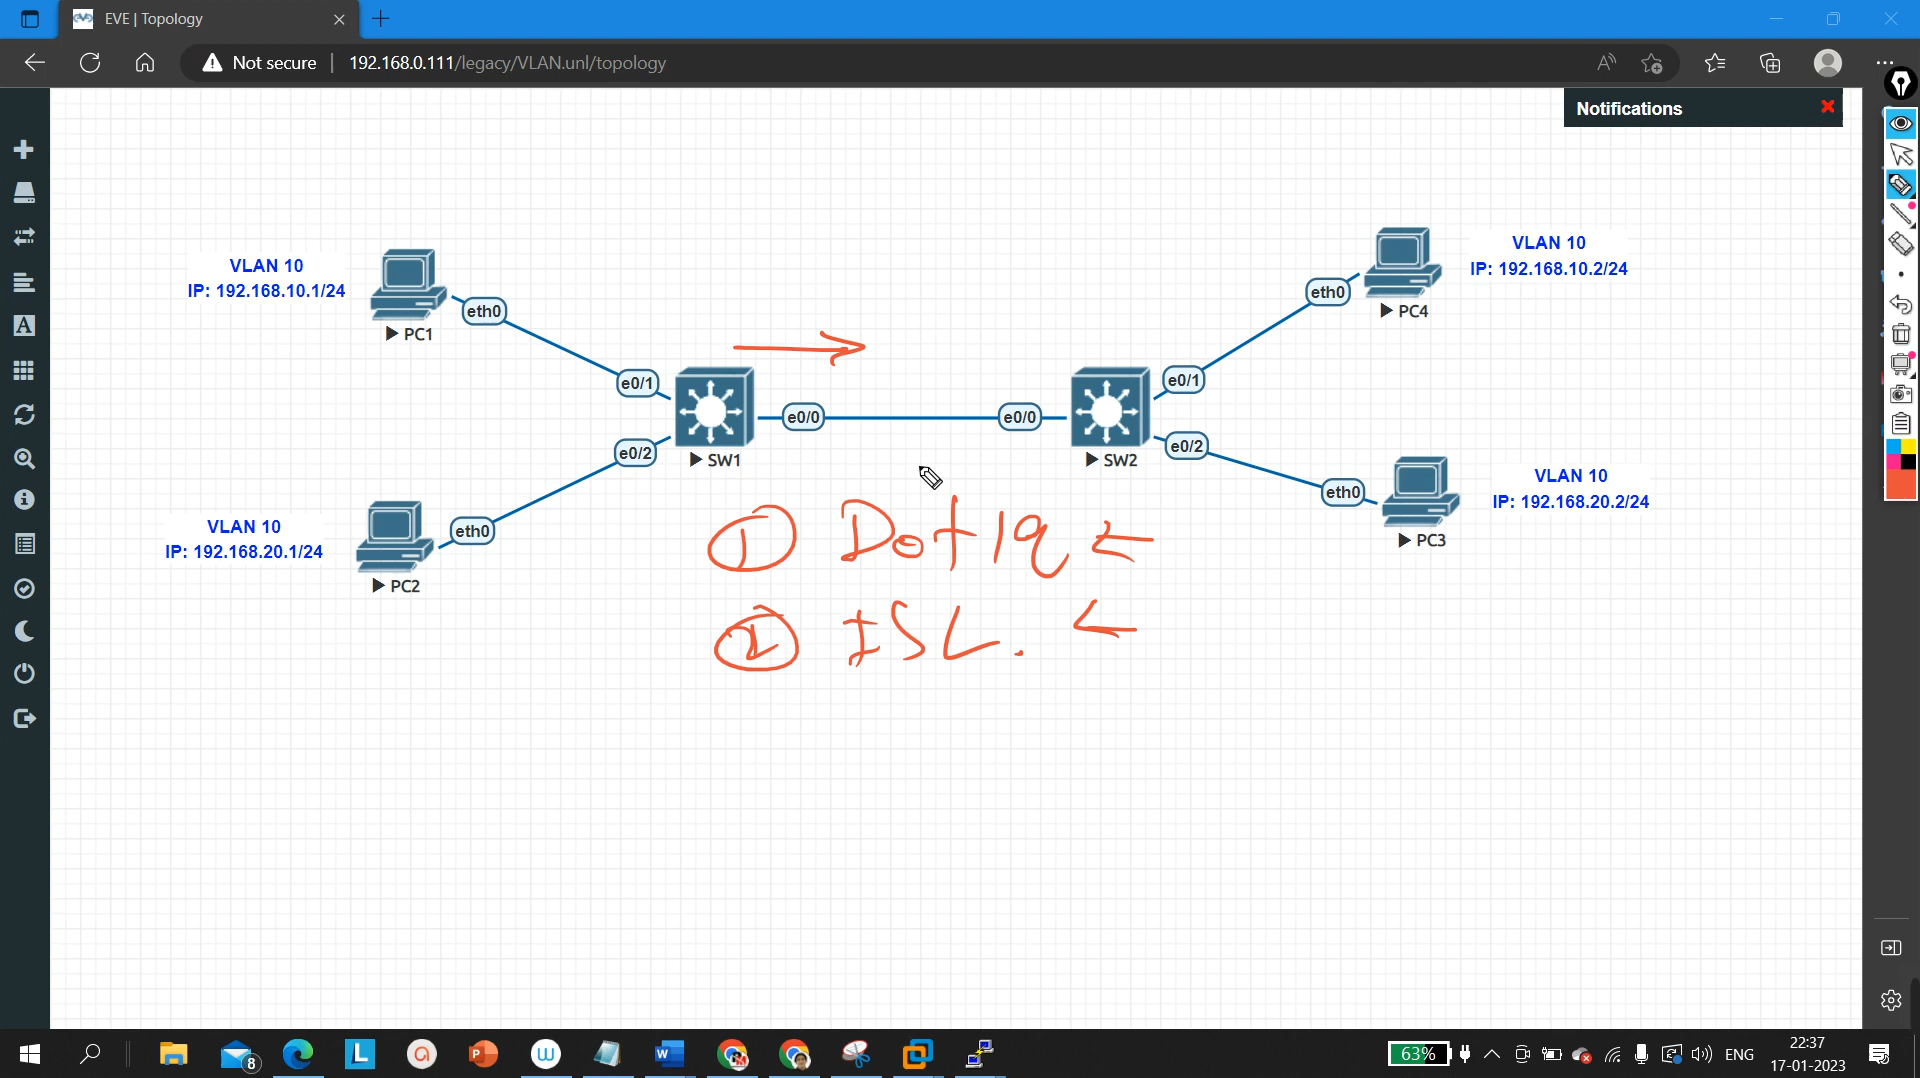 EVE | Topology
Not secure
192.168.0.111/legacy/VLAN.unl/topology
Notifications
VLAN 10
IP: 192.168.10.1/24
eth0
PC1
VLAN 10
IP: 192.168.10.2/24
eth0
PC4
e0/1
e0/0
e0/0
e0/1
e0/2
SW1
SW2
e0/2
VLAN 10
IP: 192.168.20.1/24
eth0
PC2
VLAN 10
IP: 192.168.20.2/24
eth0
PC3
1 Dot1q
2 ISL.
8
L
a
P
W
W
M
63%
ENG
22:37
17-01-2023